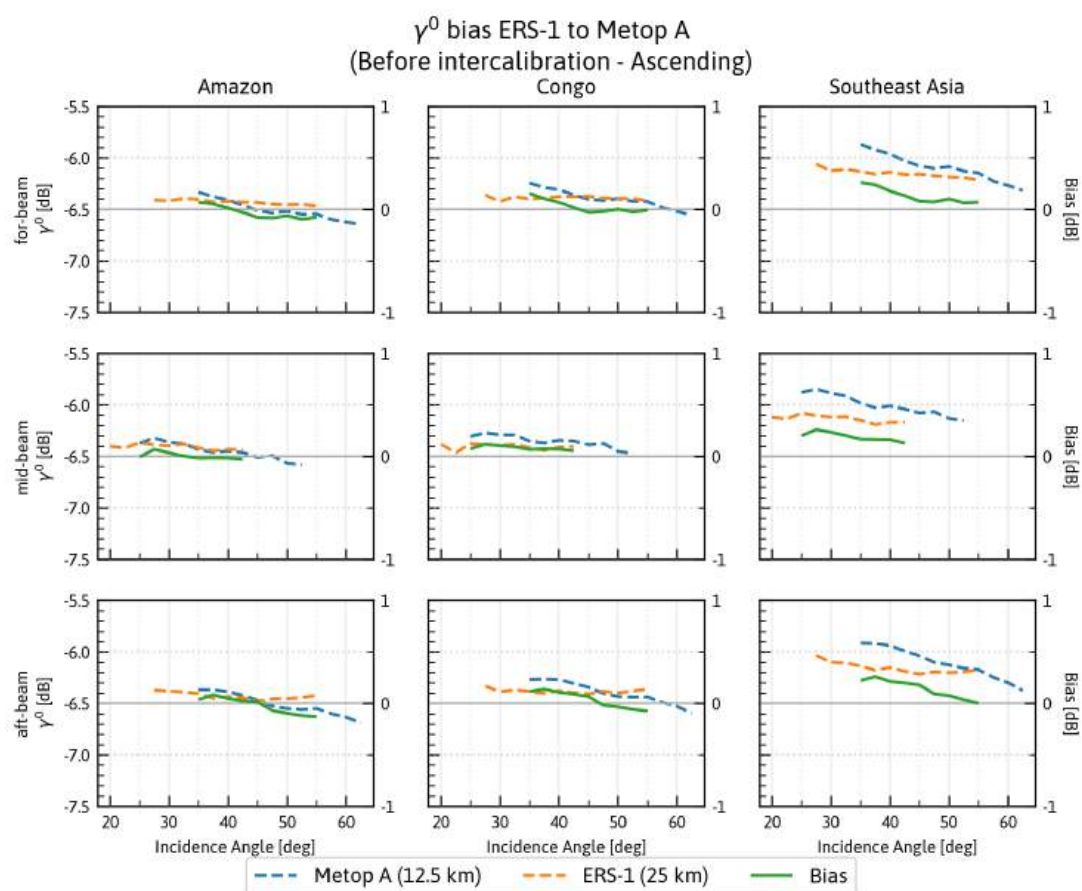 γ⁰ bias ERS-1 to Metop A
(Before intercalibration - Ascending)
Amazon Congo Southeast Asia
-5.5 1 1 1
-6.0
for-beam γ⁰ [dB] -6.5 0 0 0 Bias [dB]
-7.0
-7.5 -1 -1 -1
-5.5 1 1 1
-6.0
mid-beam γ⁰ [dB] -6.5 0 0 0 Bias [dB]
-7.0
-7.5 -1 -1 -1
-5.5 1 1 1
-6.0
aft-beam γ⁰ [dB] -6.5 0 0 0 Bias [dB]
-7.0
-7.5 -1 -1 -1
20 30 40 50 60 20 30 40 50 60 20 30 40 50 60
Incidence Angle [deg] Incidence Angle [deg] Incidence Angle [deg]
Metop A (12.5 km) ERS-1 (25 km) Bias